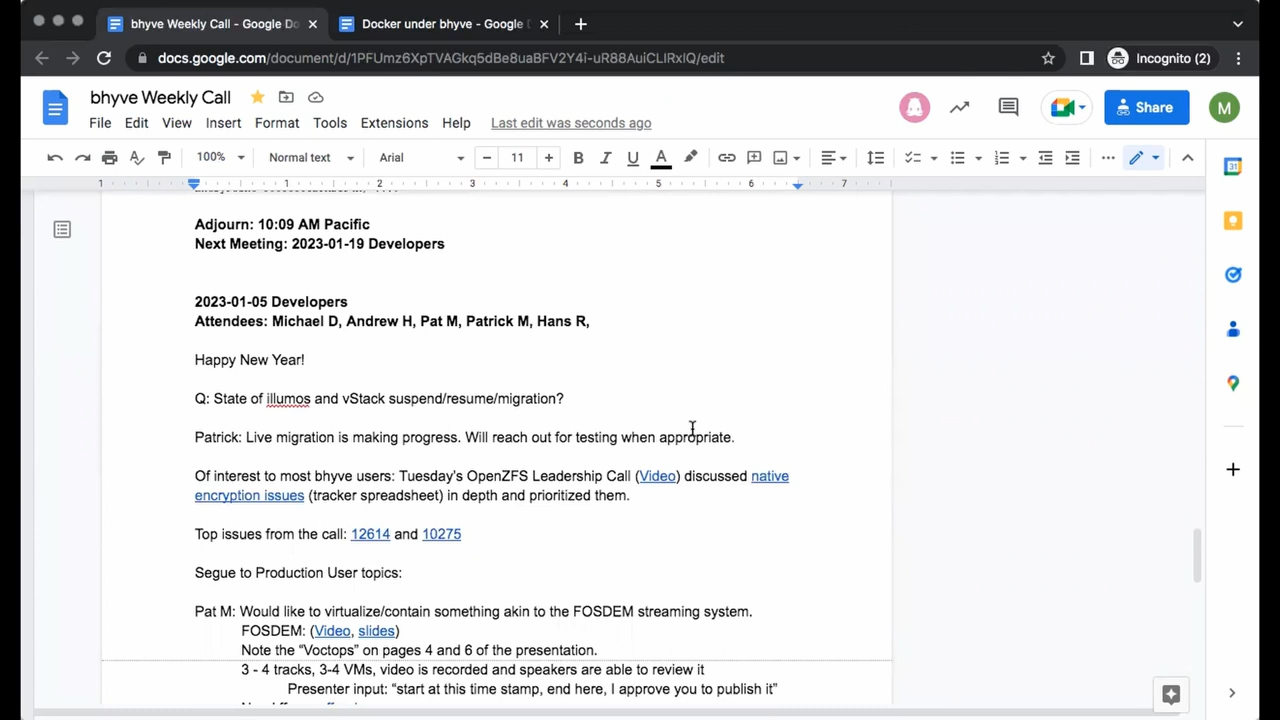 bhyve Weekly Call - Google Do
Docker under bhyve - Google D
docs.google.com/document/d/1PFUmz6XpTVAGkq5dBe8uaBFV2Y4i-uR88AuiCLlRxlQ/edit
Incognito (2)
bhyve Weekly Call
Share
M
File Edit View Insert Format Tools Extensions Help Last edit was seconds ago
100% Normal text Arial 11
1 1 2 3 4 5 6 7
Adjourn: 10:09 AM Pacific
Next Meeting: 2023-01-19 Developers
2023-01-05 Developers
Attendees: Michael D, Andrew H, Pat M, Patrick M, Hans R,
Happy New Year!
Q: State of illumos and vStack suspend/resume/migration?
Patrick: Live migration is making progress. Will reach out for testing when appropriate.
Of interest to most bhyve users: Tuesday's OpenZFS Leadership Call (Video) discussed native
encryption issues (tracker spreadsheet) in depth and prioritized them.
Top issues from the call: 12614 and 10275
Segue to Production User topics:
Pat M: Would like to virtualize/contain something akin to the FOSDEM streaming system.
FOSDEM: (Video, slides)
Note the “Voctops” on pages 4 and 6 of the presentation.
3 - 4 tracks, 3-4 VMs, video is recorded and speakers are able to review it
Presenter input: “start at this time stamp, end here, I approve you to publish it”